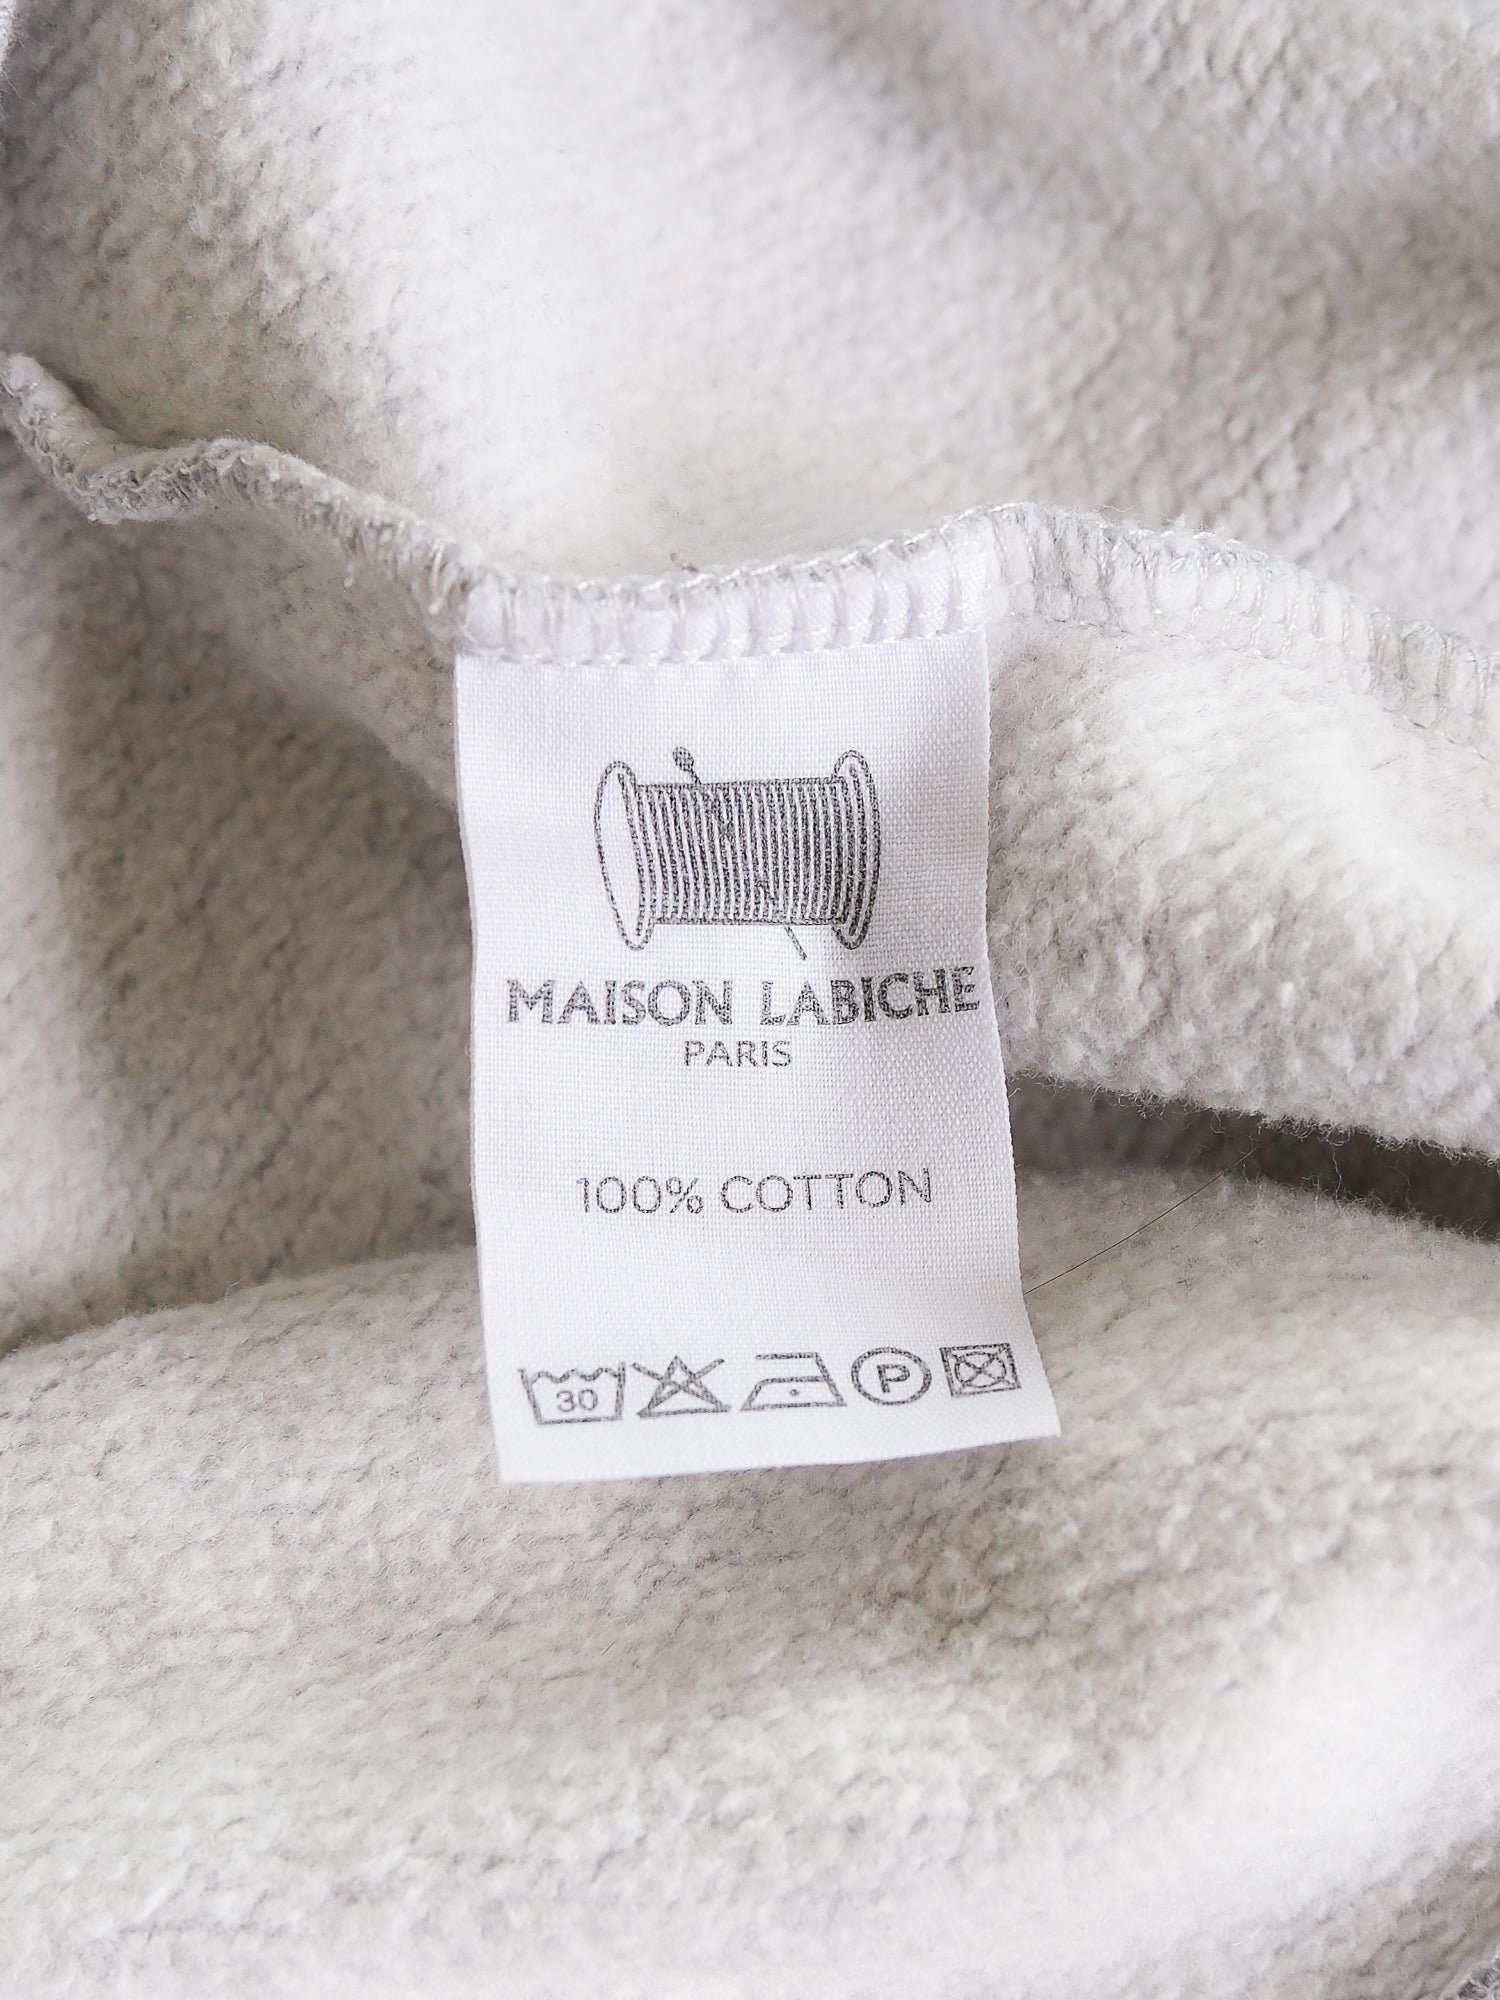 MAISON LABICHE
PARIS
100% COTTON
30 P